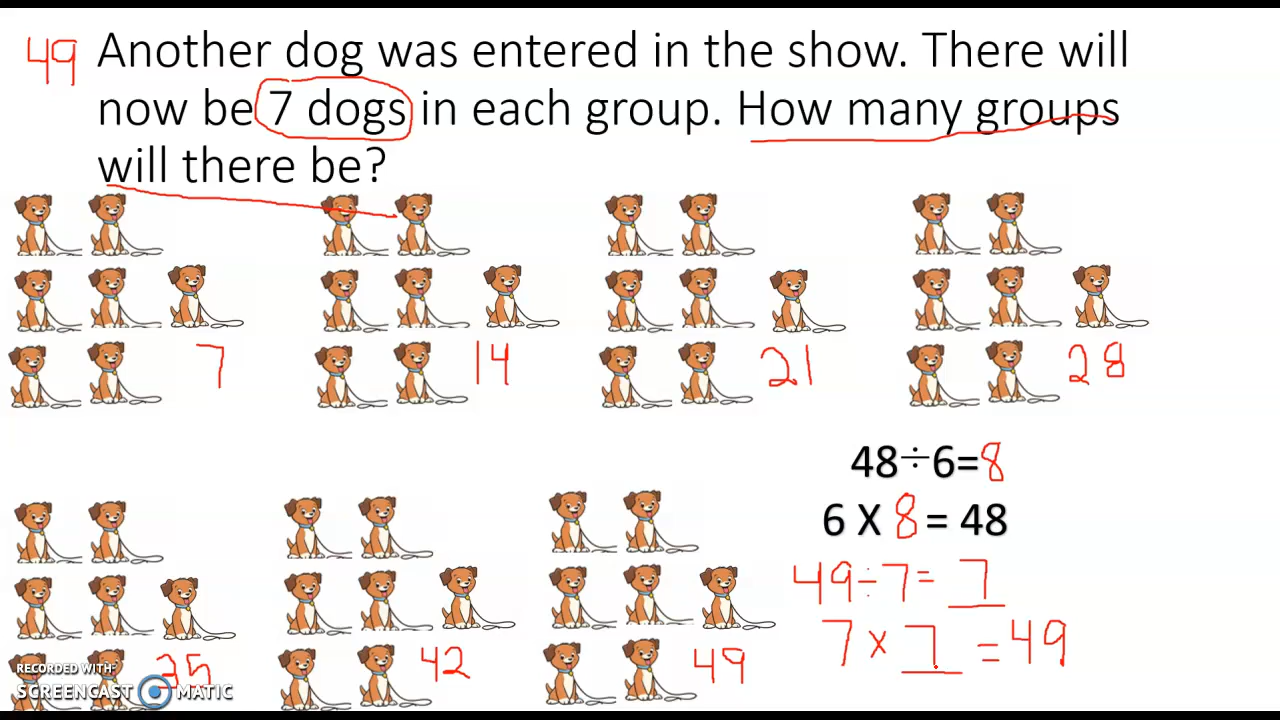 49 Another dog was entered in the show. There will
now be 7 dogs in each group. How many groups
will there be?
7 14 21 28
48÷6=8
6 X 8 = 48
49÷7= 7
7 × 7 = 49
35 42 49
RECORDED WITH
SCREENCAST MATIC